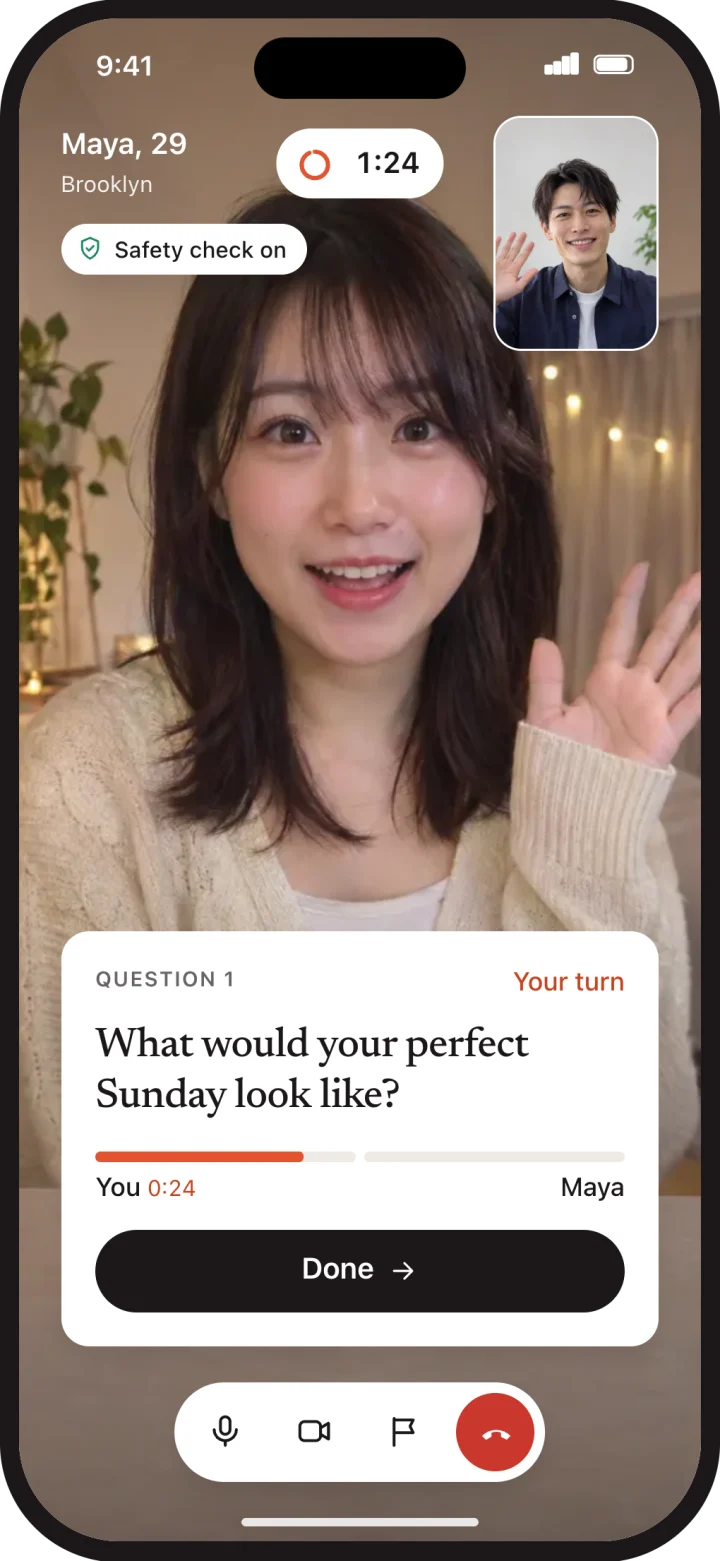 9:41
Maya, 29
Brooklyn
1:24
Safety check on
QUESTION 1
Your turn
What would your perfect
Sunday look like?
You 0:24
Maya
Done →